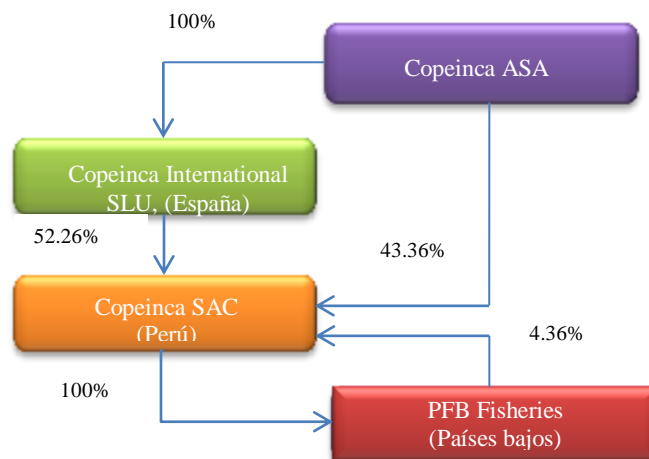 100%
Copeinca ASA
Copeinca International
SLU, (España)
52.26%
43.36%
Copeinca SAC
(Perú)
4.36%
100%
PFB Fisheries
(Países bajos)